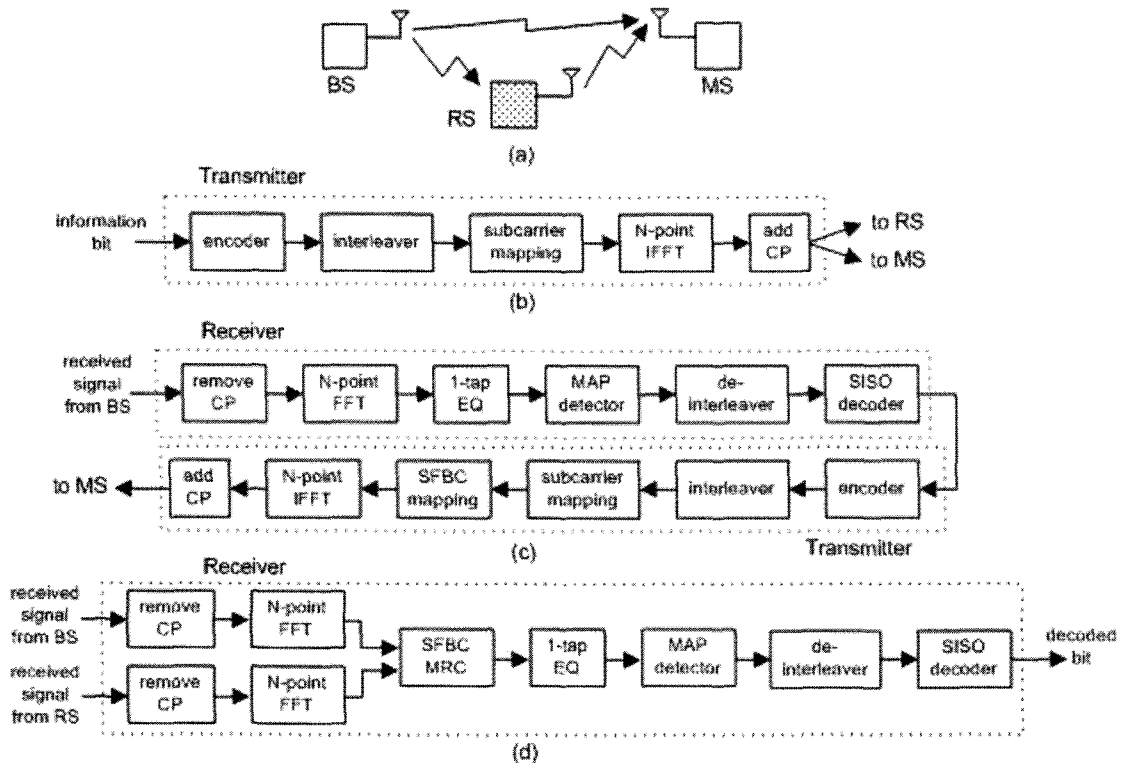 BS
RS
MS
(a)
Transmitter
information
bit
encoder
interleaver
subcarrier
mapping
N-point
IFFT
add
CP
to RS
to MS
(b)
Receiver
received
signal
from BS
remove
CP
N-point
FFT
1-tap
EQ
MAP
detector
de-
interleaver
SISO
decoder
to MS
add
CP
N-point
IFFT
SFBC
mapping
subcarrier
mapping
interleaver
encoder
(c)
Transmitter
Receiver
received
signal
from BS
remove
CP
N-point
FFT
received
signal
from RS
remove
CP
N-point
FFT
SFBC
MRC
1-tap
EQ
MAP
detector
de-
interleaver
SISO
decoder
decoded
bit
(d)